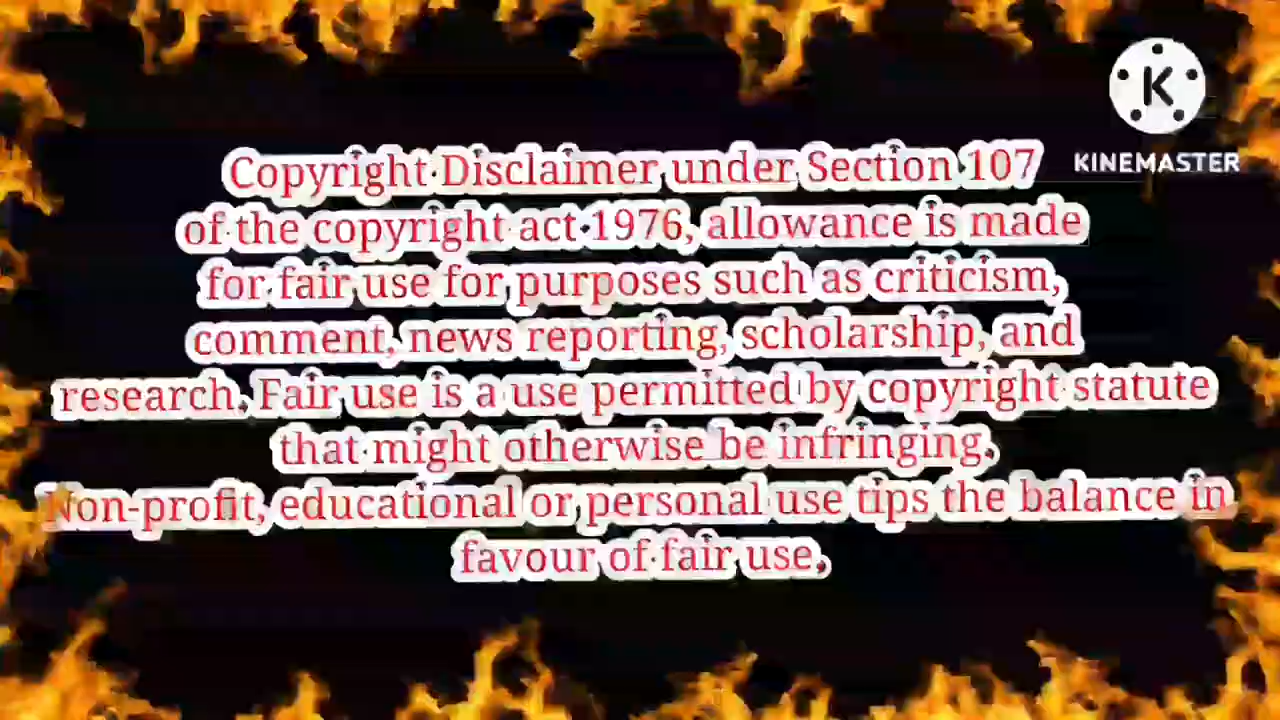 K
KINEMASTER
Copyright Disclaimer under Section 107
of the copyright act 1976, allowance is made
for fair use for purposes such as criticism,
comment, news reporting, scholarship, and
research. Fair use is a use permitted by copyright statute
that might otherwise be infringing.
Non-profit, educational or personal use tips the balance in
favour of fair use.